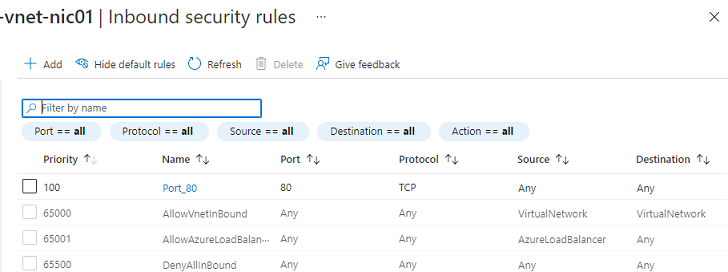 -vnet-nic01 | Inbound security rules ...
Add Hide default rules Refresh Delete Give feedback
Filter by name
Port == all Protocol == all Source == all Destination == all Action == all
Priority Name Port Protocol Source Destination
100 Port_80 80 TCP Any Any
65000 AllowVnetInBound Any Any VirtualNetwork VirtualNetwork
65001 AllowAzureLoadBalan... Any Any AzureLoadBalancer Any
65500 DenyAllInBound Any Any Any Any